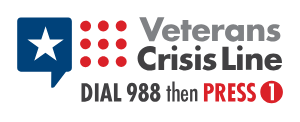 Veterans
Crisis Line
DIAL 988 then PRESS 1